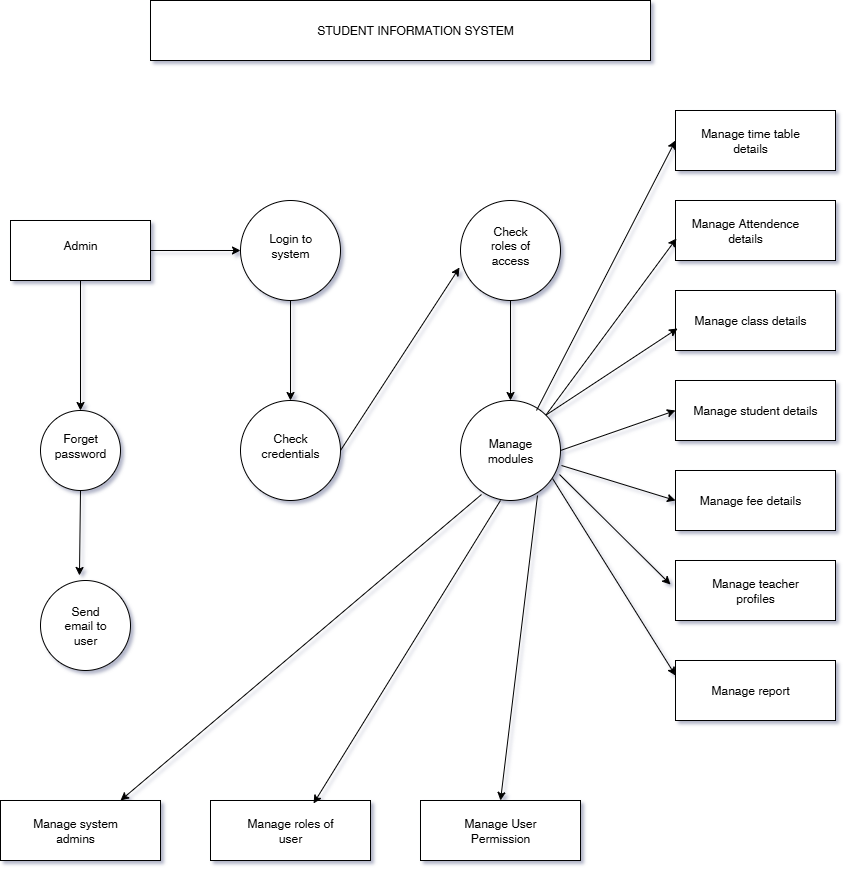 STUDENT INFORMATION SYSTEM
Manage time table
details
Manage Attendence
details
Admin
Login to
system
Check
roles of
access
Manage class details
Manage student details
Forget
password
Check
credentials
Manage
modules
Manage fee details
Manage teacher
profiles
Send
email to
user
Manage report
Manage system
admins
Manage roles of
user
Manage User
Permission